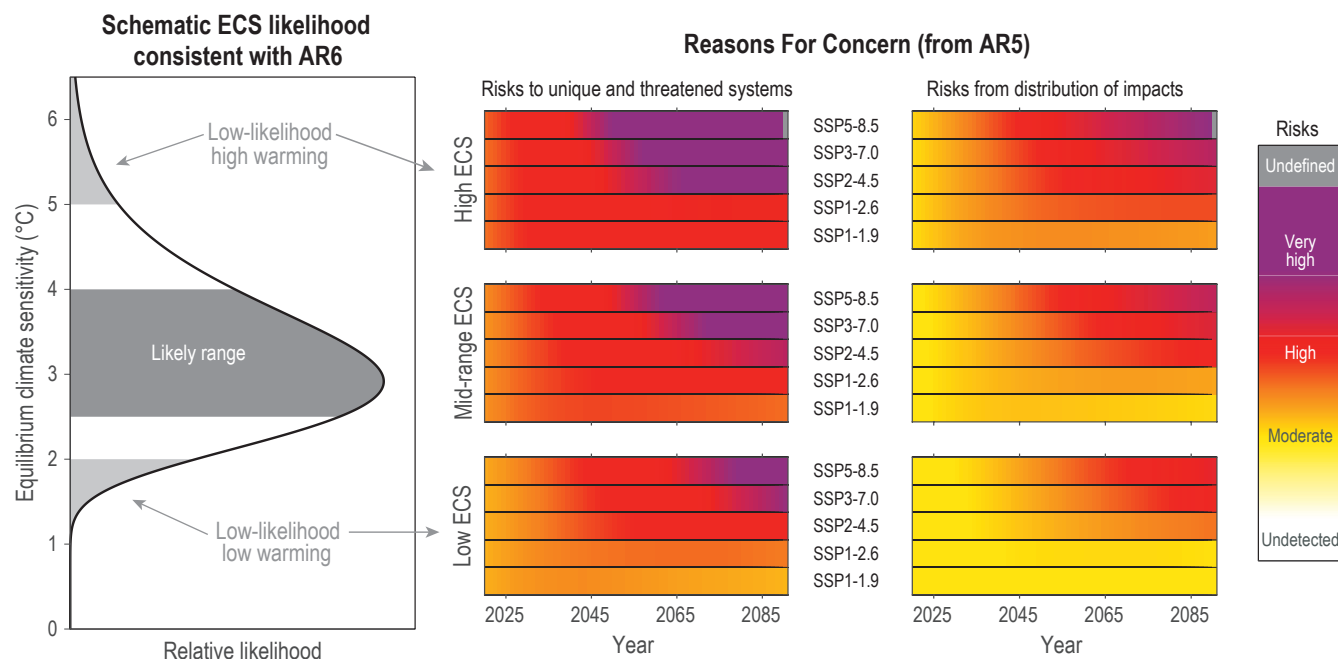 Schematic ECS likelihood
consistent with AR6
Equilibrium climate sensitivity (°C)
6
5
4
3
2
1
0
Low-likelihood
high warming
Likely range
Low-likelihood
low warming
Relative likelihood
Reasons For Concern (from AR5)
Risks to unique and threatened systems
Risks from distribution of impacts
High ECS
SSP5-8.5
SSP3-7.0
SSP2-4.5
SSP1-2.6
SSP1-1.9
Mid-range ECS
SSP5-8.5
SSP3-7.0
SSP2-4.5
SSP1-2.6
SSP1-1.9
Low ECS
SSP5-8.5
SSP3-7.0
SSP2-4.5
SSP1-2.6
SSP1-1.9
2025 2045 2065 2085
Year
2025 2045 2065 2085
Year
Risks
Undefined
Very
high
High
Moderate
Undetected